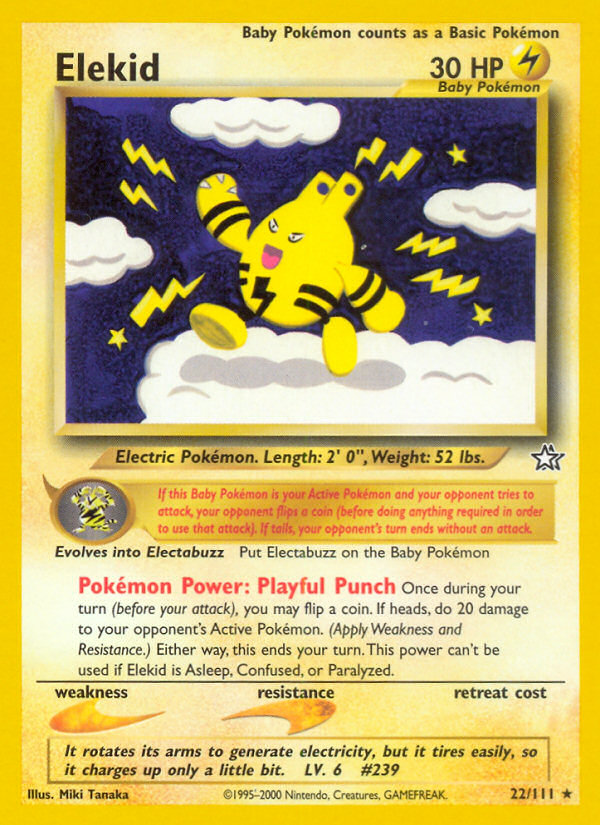 Baby Pokémon counts as a Basic Pokémon
Elekid
30 HP
Baby Pokémon
Electric Pokémon. Length: 2' 0", Weight: 52 lbs.
If this Baby Pokémon is your Active Pokémon and your opponent tries to
attack, your opponent flips a coin (before doing anything required in order
to use that attack). If tails, your opponent's turn ends without an attack.
Evolves into Electabuzz Put Electabuzz on the Baby Pokémon
Pokémon Power: Playful Punch Once during your
turn (before your attack), you may flip a coin. If heads, do 20 damage
to your opponent's Active Pokémon. (Apply Weakness and
Resistance.) Either way, this ends your turn. This power can't be
used if Elekid is Asleep, Confused, or Paralyzed.
weakness resistance retreat cost
It rotates its arms to generate electricity, but it tires easily, so
it charges up only a little bit. LV. 6 #239
Illus. Miki Tanaka ©1995–2000 Nintendo, Creatures, GAMEFREAK. 22/111 ★